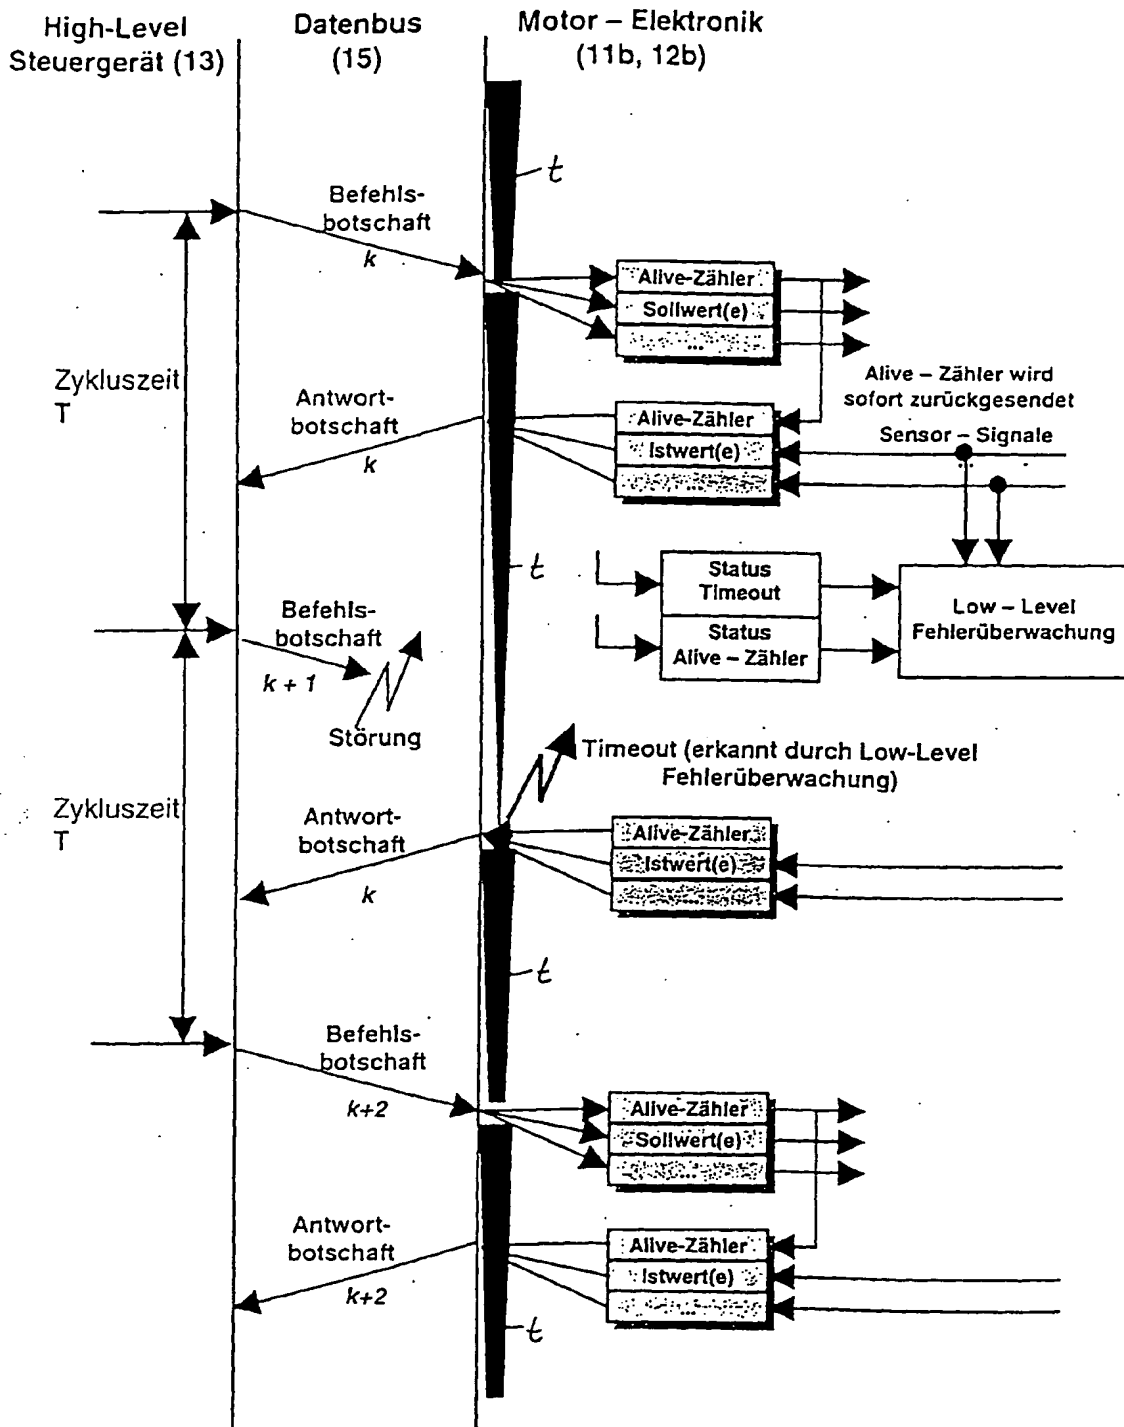 High-Level
Steuergerät (13)
Datenbus
(15)
Motor – Elektronik
(11b, 12b)
t
Befehls-
botschaft
k
Alive-Zähler
Sollwert(e)
...
Zykluszeit
T
Antwort-
botschaft
k
Alive-Zähler
Istwert(e)
...
Alive – Zähler wird
sofort zurückgesendet
Sensor – Signale
...
t
Status
Timeout
Status
Alive – Zähler
Low – Level
Fehlerüberwachung
Befehls-
botschaft
k + 1
Störung
Timeout (erkannt durch Low-Level
Fehlerüberwachung)
Zykluszeit
T
Antwort-
botschaft
k
Alive-Zähler
Istwert(e)
...
t
Befehls-
botschaft
k+2
Alive-Zähler
Sollwert(e)
...
Antwort-
botschaft
k+2
Alive-Zähler
Istwert(e)
...
t